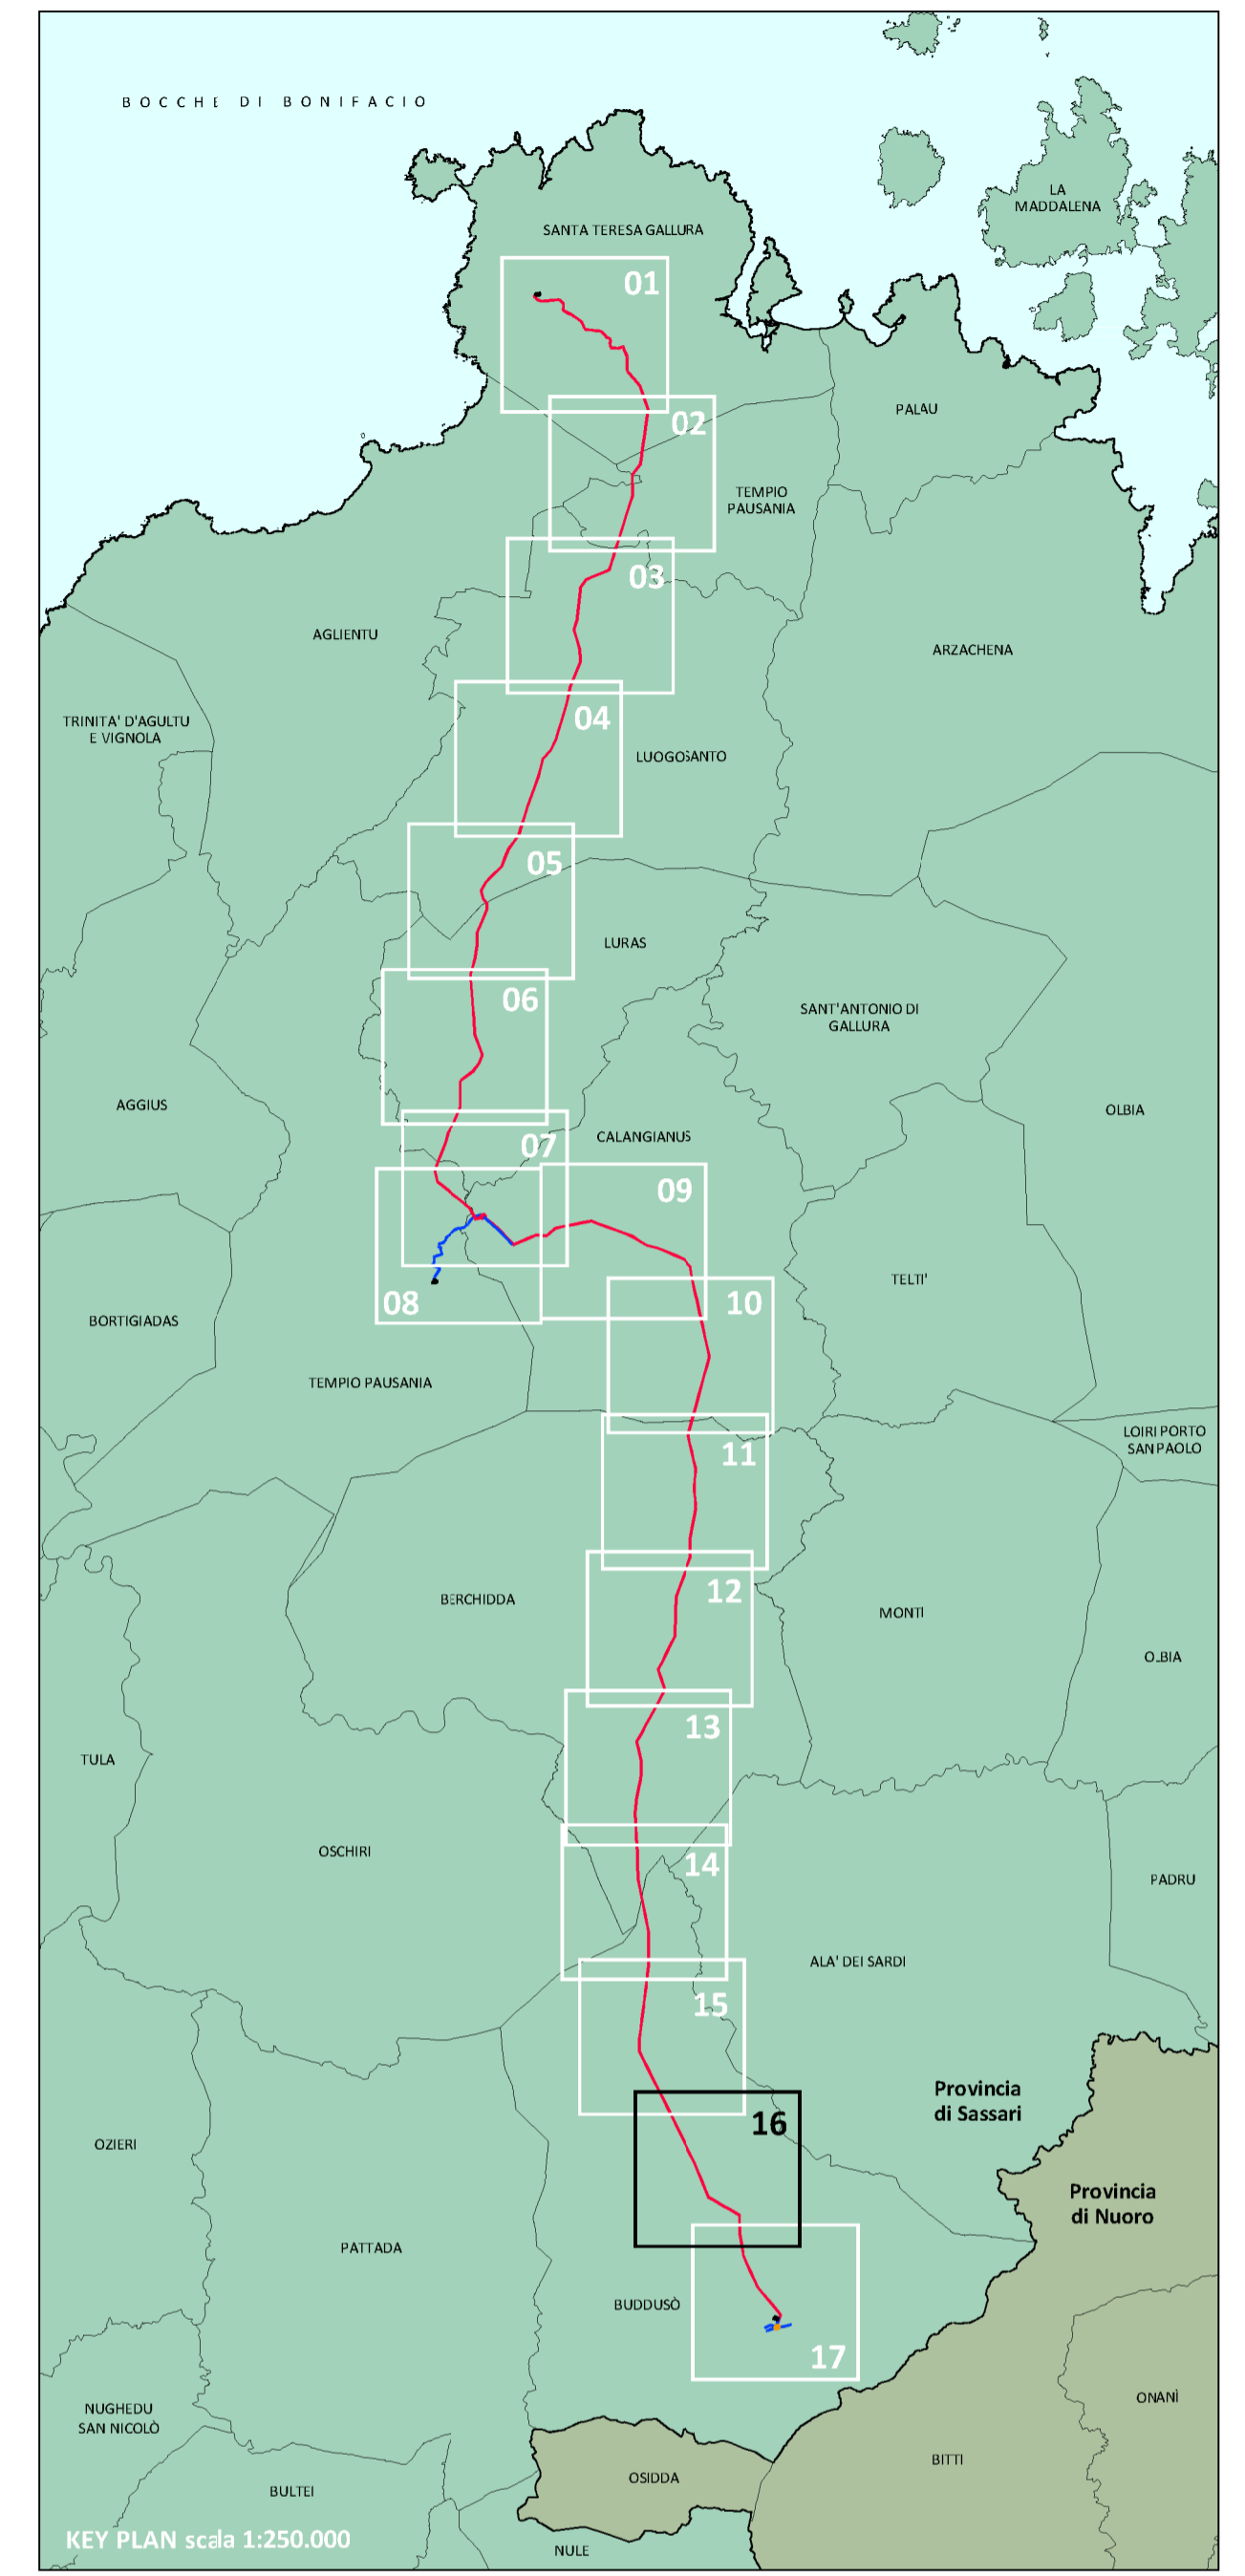 BOCCHE DI BONIFACIO
LA
MADDALENA
SANTA TERESA GALLURA
01
PALAU
02
TEMPIO
PAUSANIA
03
AGLIENTU
ARZACHENA
TRINITA' D'AGULTU
E VIGNOLA
04
LUOGOSANTO
05
LURAS
06
SANT'ANTONIO DI
GALLURA
AGGIUS
OLBIA
CALANGIANUS
07
09
TELTI'
08
10
BORTIGIADAS
TEMPIO PAUSANIA
LOIRI PORTO
SAN PAOLO
11
12
BERCHIDDA
MONTI
OLBIA
13
TULA
OSCHIRI
14
PADRU
ALA' DEI SARDI
15
Provincia
di Sassari
16
OZIERI
Provincia
di Nuoro
PATTADA
BUDDUSÒ
17
ONANÌ
NUGHEDU
SAN NICOLÒ
BITTI
OSIDDA
BULTEI
KEY PLAN scala 1:250.000
NULE